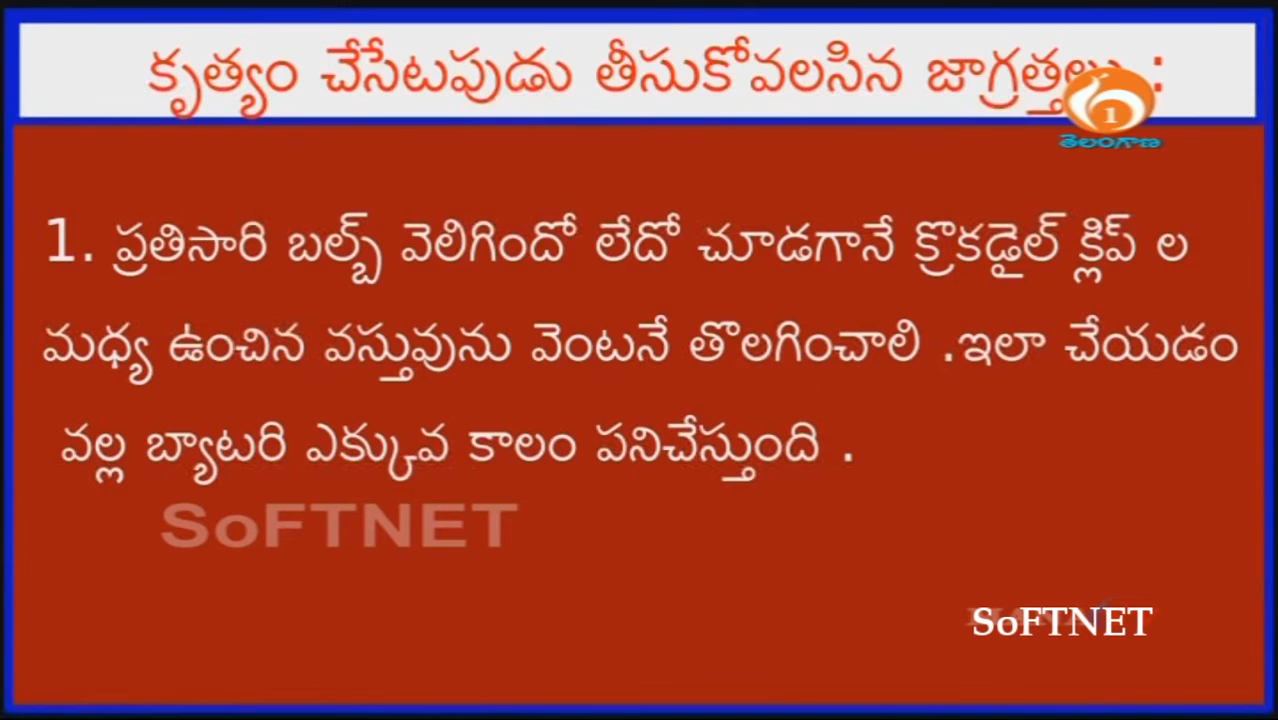 కృత్యం చేసేటపుడు తీసుకోవలసిన జాగ్రత్తలు :
1
తెలంగాణ
1. ప్రతిసారి బల్బ్ వెలిగిందో లేదో చూడగానే క్రొకడైల్ క్లిప్ ల
మధ్య ఉంచిన వస్తువును వెంటనే తొలగించాలి .ఇలా చేయడం
వల్ల బ్యాటరి ఎక్కువ కాలం పనిచేస్తుంది .
SoFTNET
SoFTNET